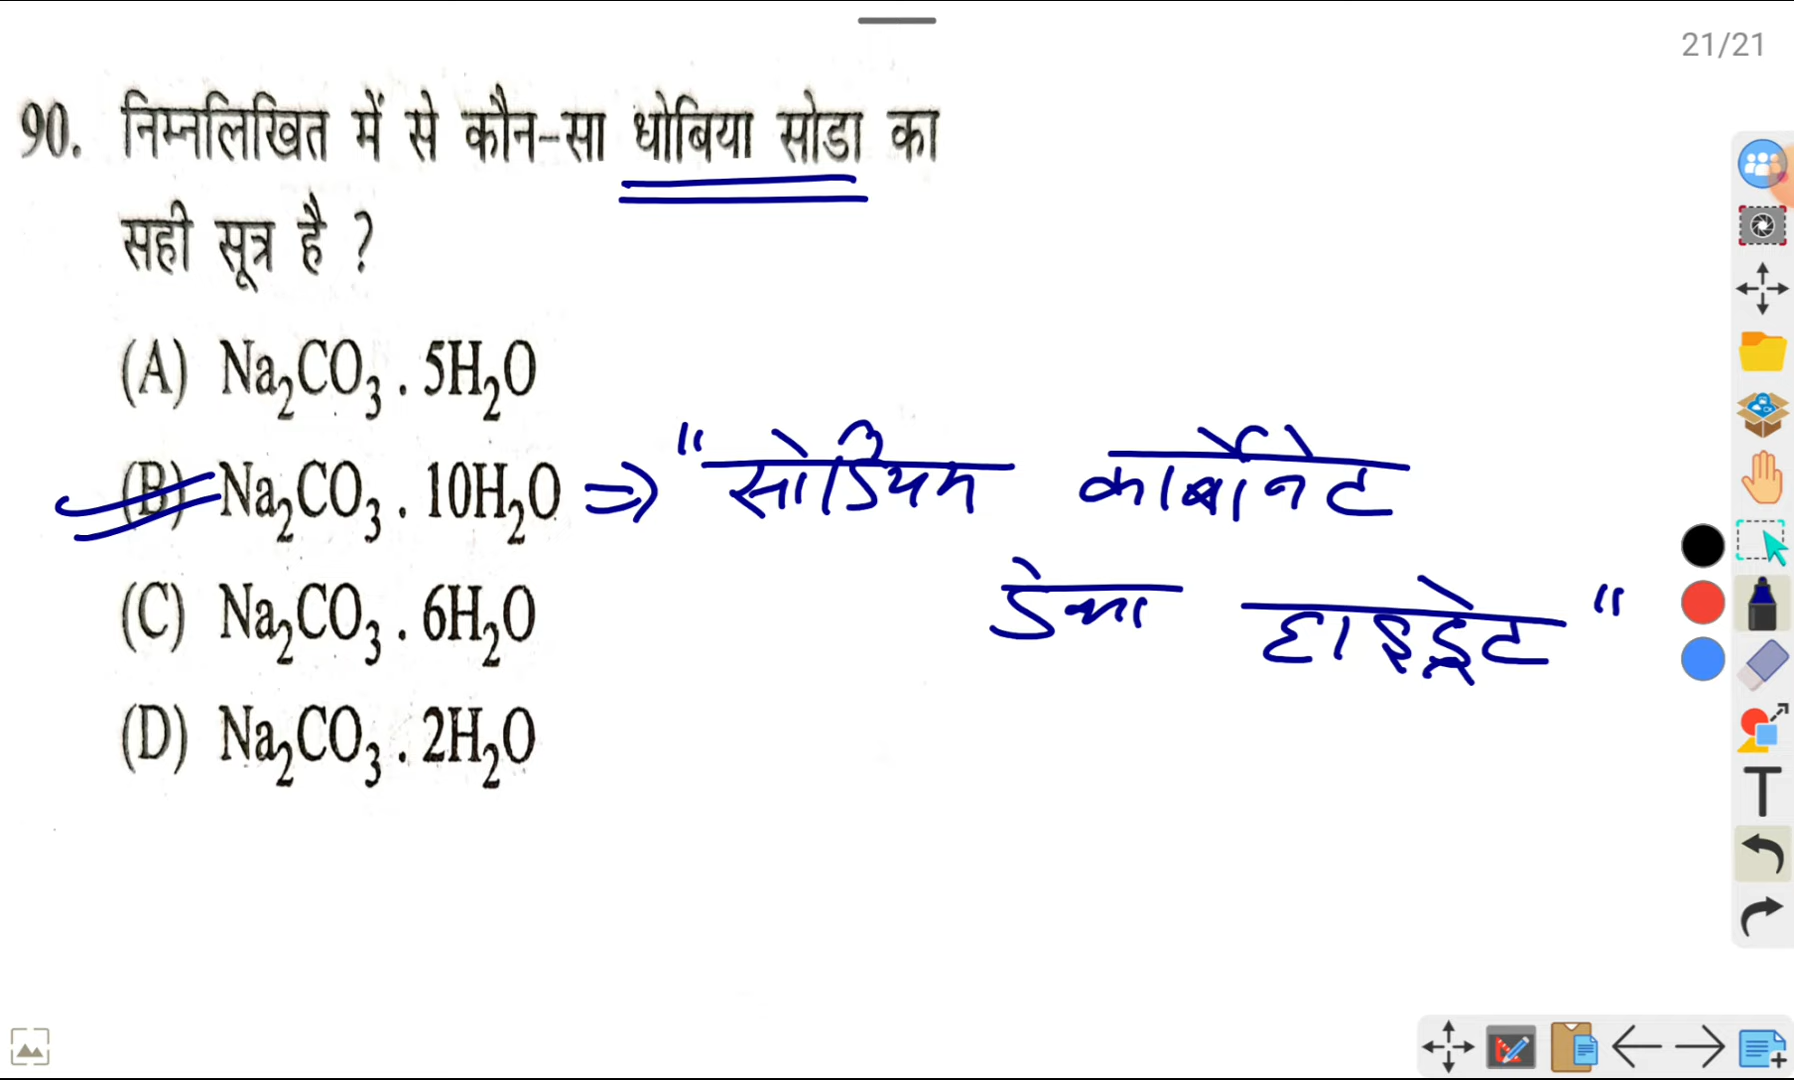 21/21
90. निम्नलिखित में से कौन-सा धोबिया सोडा का
सही सूत्र है ?
(A) Na₂CO₃ . 5H₂O
(B) Na₂CO₃ . 10H₂O ⇒ "सोडियम कार्बोनेट
डेका हाइड्रेट"
(C) Na₂CO₃ . 6H₂O
(D) Na₂CO₃ . 2H₂O
T